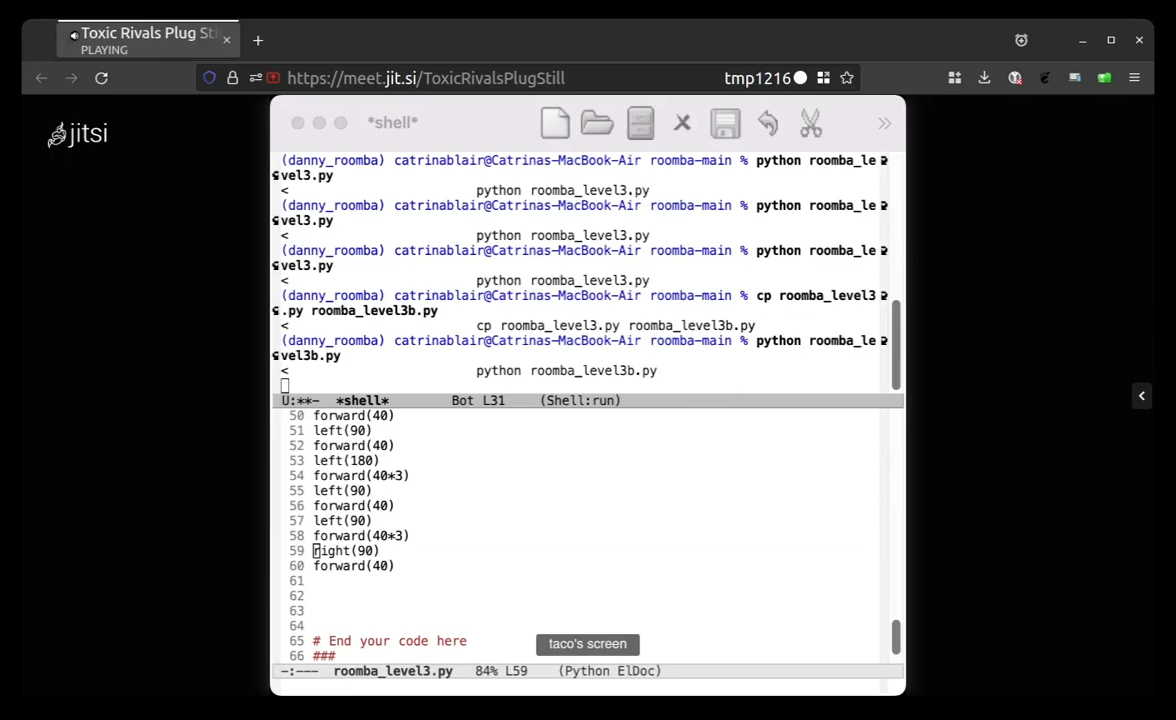 Toxic Rivals Plug Sti
PLAYING
https://meet.jit.si/ToxicRivalsPlugStill
tmp1216
jitsi
*shell*
(danny_roomba) catrinablair@Catrinas-MacBook-Air roomba-main % python roomba_le
vel3.py
< python roomba_level3.py
(danny_roomba) catrinablair@Catrinas-MacBook-Air roomba-main % python roomba_le
vel3.py
< python roomba_level3.py
(danny_roomba) catrinablair@Catrinas-MacBook-Air roomba-main % python roomba_le
vel3.py
< python roomba_level3.py
(danny_roomba) catrinablair@Catrinas-MacBook-Air roomba-main % cp roomba_level3
.py roomba_level3b.py
< cp roomba_level3.py roomba_level3b.py
(danny_roomba) catrinablair@Catrinas-MacBook-Air roomba-main % python roomba_le
vel3b.py
< python roomba_level3b.py
U:**- *shell* Bot L31 (Shell:run)
50 forward(40)
51 left(90)
52 forward(40)
53 left(180)
54 forward(40*3)
55 left(90)
56 forward(40)
57 left(90)
58 forward(40*3)
59 right(90)
60 forward(40)
61
62
63
64
65 # End your code here
66 ###
taco's screen
-:--- roomba_level3.py 84% L59 (Python ElDoc)